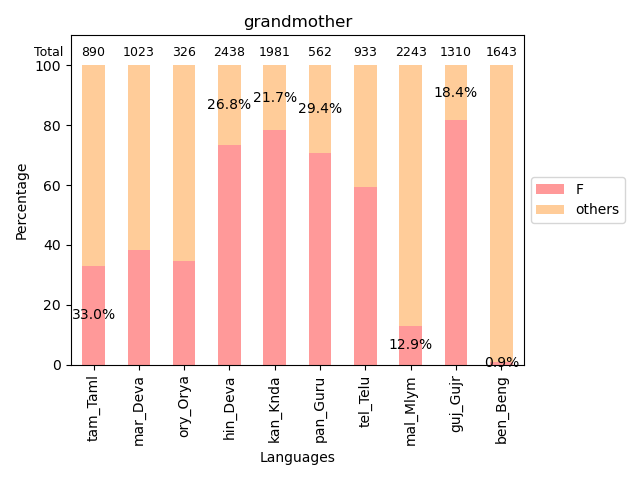 grandmother
Total 890 1023 326 2438 1981 562 933 2243 1310 1643
100
80
60
40
20
0
Percentage
33.0%
26.8%
21.7%
29.4%
12.9%
18.4%
0.9%
F
others
tam_Taml
mar_Deva
ory_Orya
hin_Deva
kan_Knda
pan_Guru
tel_Telu
mal_Mlym
guj_Gujr
ben_Beng
Languages